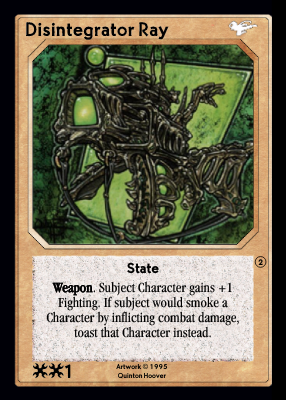 Disintegrator Ray
2
State
Weapon. Subject Character gains +1
Fighting. If subject would smoke a
Character by inflicting combat damage,
toast that Character instead.
1
Artwork © 1995
Quinton Hoover